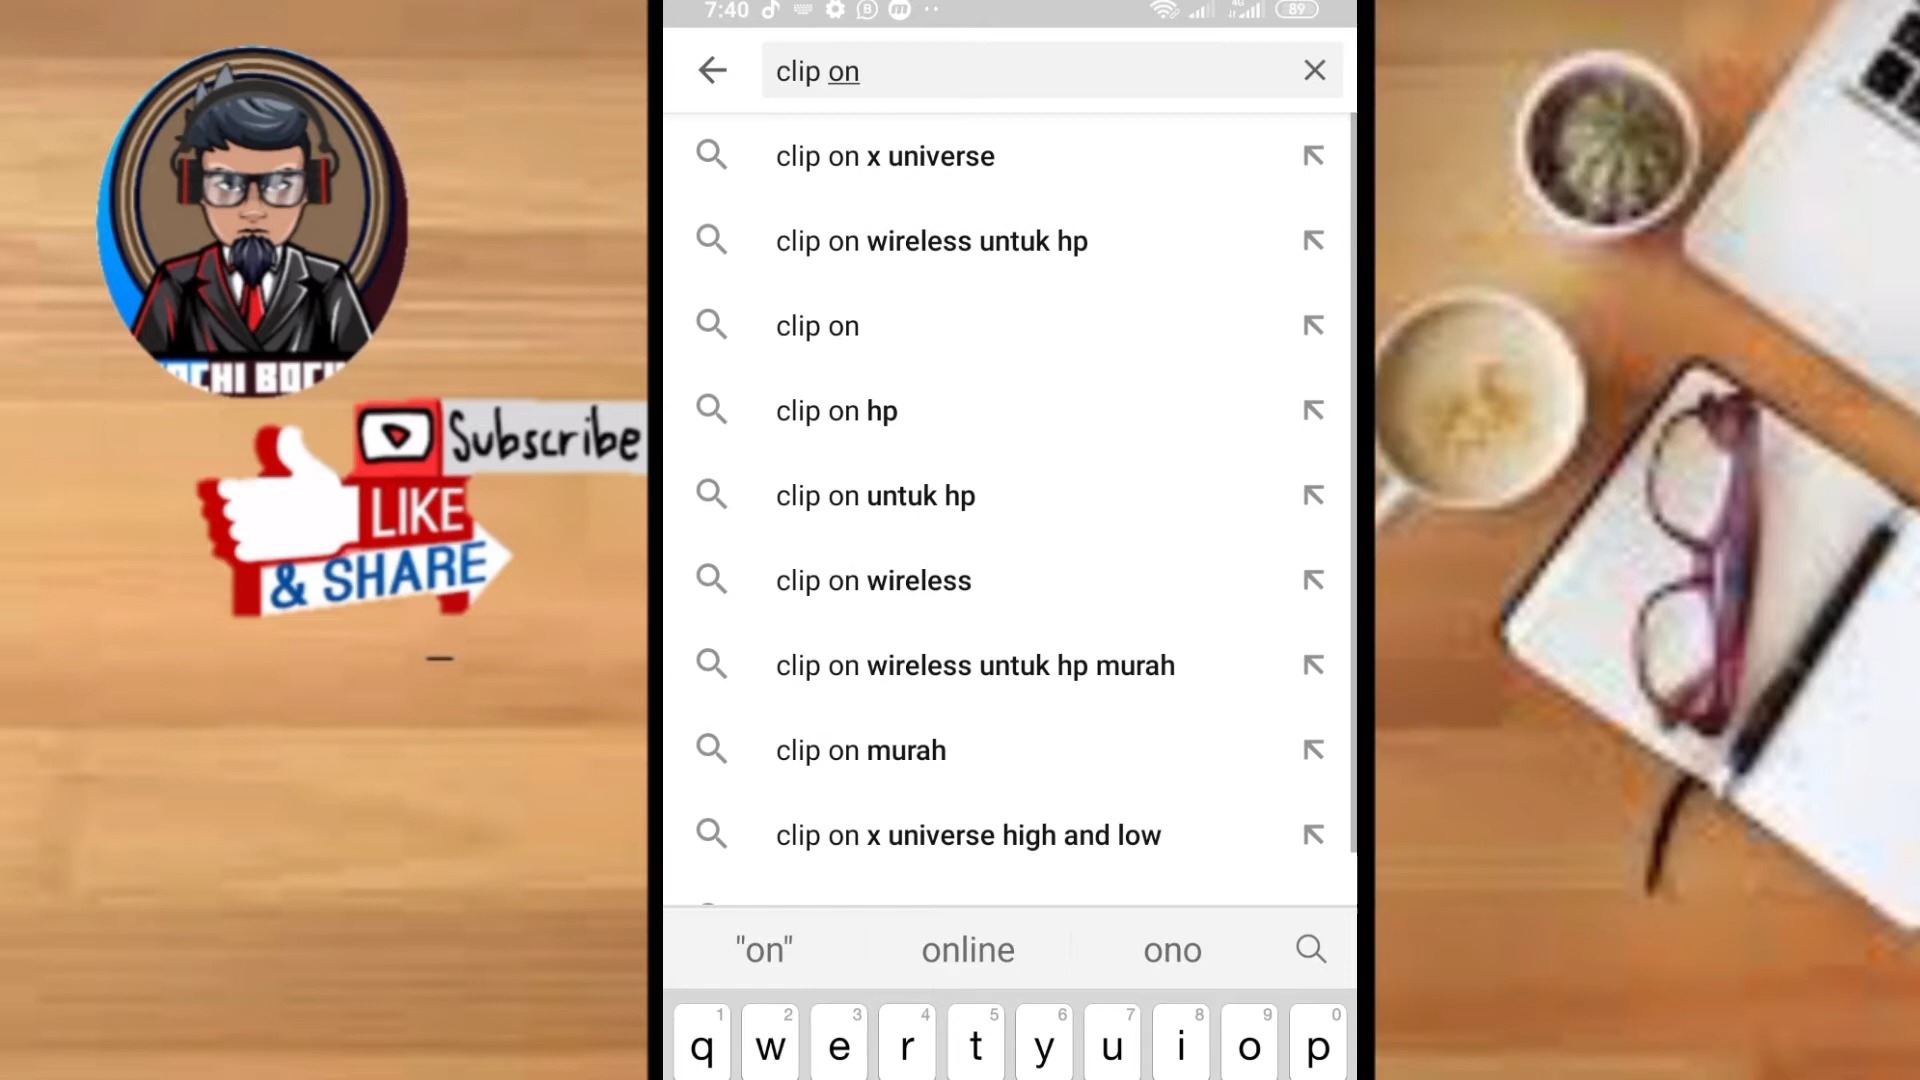 7:40
89
clip on
clip on x universe
clip on wireless untuk hp
clip on
clip on hp
clip on untuk hp
clip on wireless
clip on wireless untuk hp murah
clip on murah
clip on x universe high and low
"on" online ono
1 2 3 4 5 6 7 8 9 0
q w e r t y u i o p
Subscribe
LIKE
& SHARE